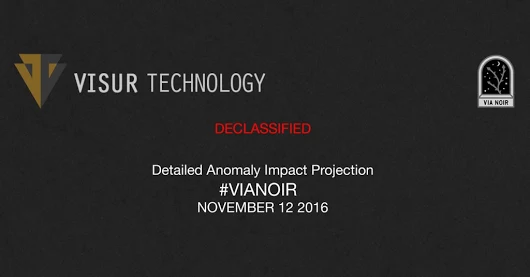 VISUR TECHNOLOGY
VIA NOIR
DECLASSIFIED
Detailed Anomaly Impact Projection
#VIANOIR
NOVEMBER 12 2016